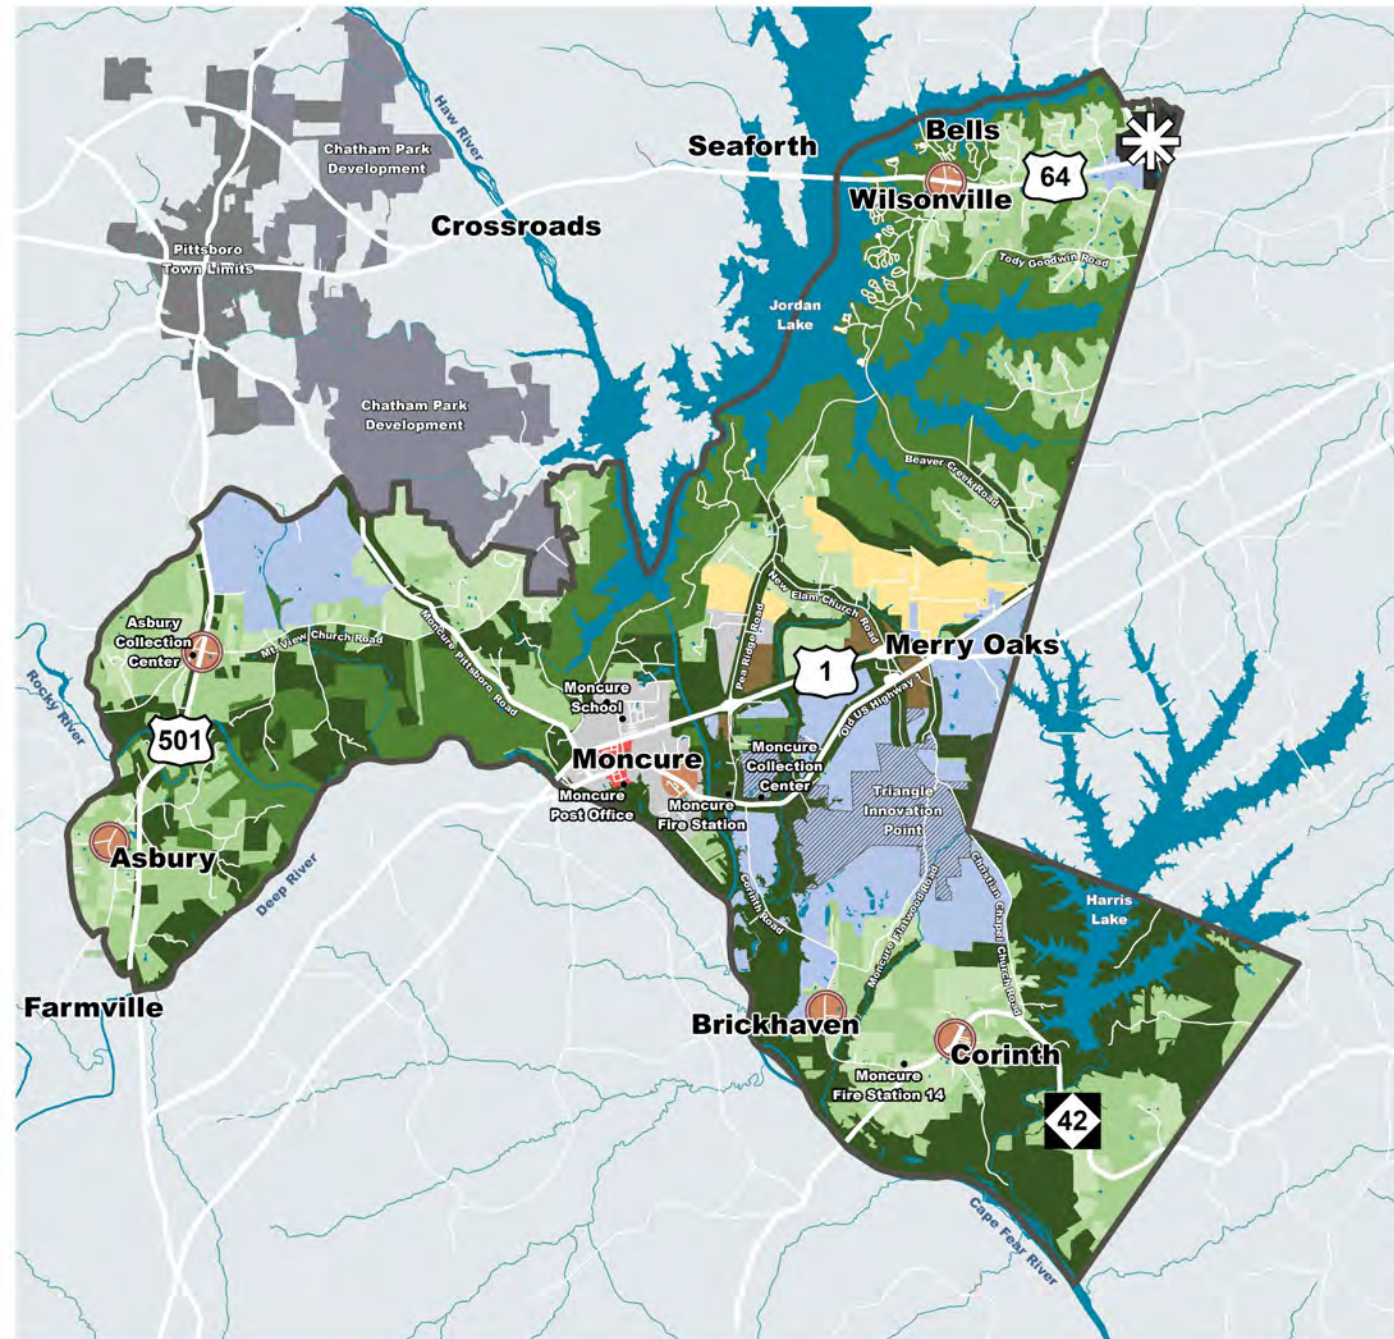 Haw River
Chatham Park
Development
Seaforth
Bells
64
Wilsonville
Crossroads
Pittsboro
Town Limits
Tody Goodwin Road
Jordan
Lake
Chatham Park
Development
Beaver Creek Road
New Elam Church Road
Pea Ridge Road
Asbury
Collection
Center
Mt. View Church Road
Moncure Pittsboro Road
Merry Oaks
1
Rocky River
Moncure
School
Old US Highway 1
501
Moncure
Moncure
Collection
Center
Triangle
Innovation
Point
Moncure
Post Office
Moncure
Fire Station
Asbury
Deep River
Corinth Road
Moncure Flatwood Road
Christian Chapel Church Road
Harris
Lake
Farmville
Brickhaven
Corinth
Moncure
Fire Station 14
42
Cape Fear River